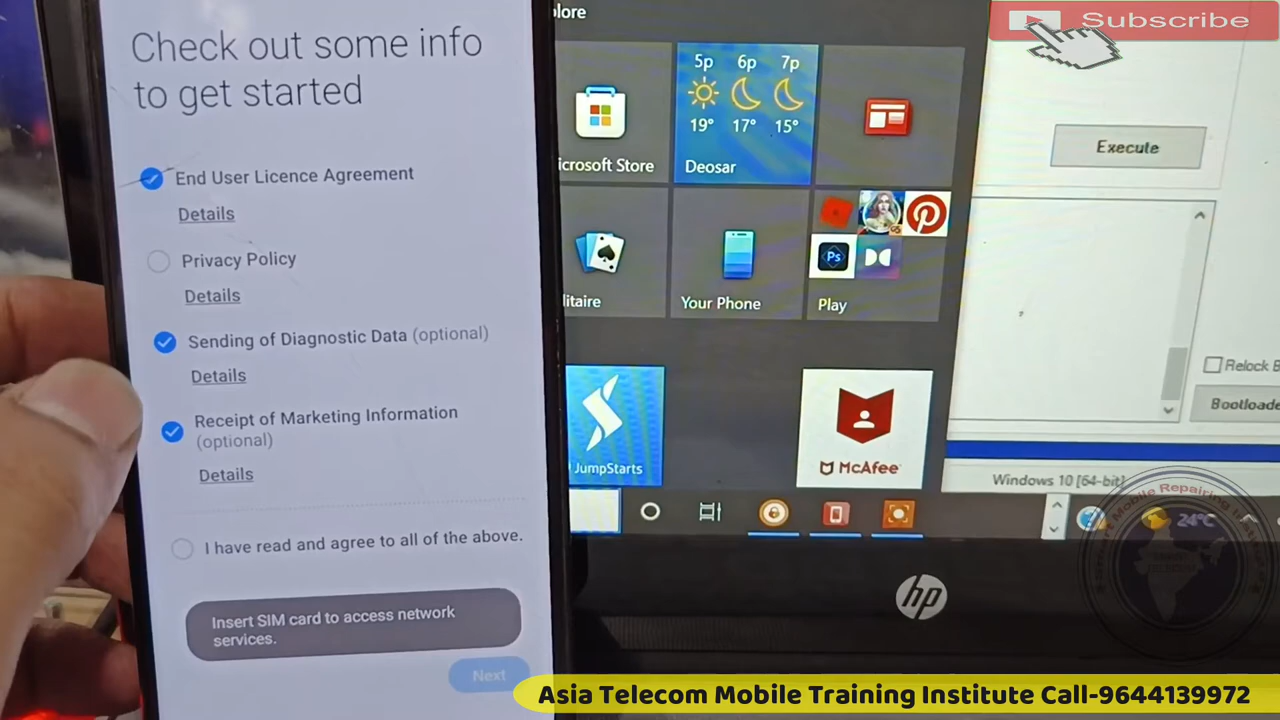 Check out some info
to get started
End User Licence Agreement
Details
Privacy Policy
Details
Sending of Diagnostic Data (optional)
Details
Receipt of Marketing Information
(optional)
Details
I have read and agree to all of the above.
Insert SIM card to access network
services.
Next
plore
5p 6p 7p
19° 17° 15°
icrosoft Store
Deosar
litaire
Your Phone
Ps
Play
JumpStarts
McAfee
Subscribe
Execute
Relock B
Bootloade
Windows 10 [64-bit]
24°C
hp
Asia Telecom Mobile Training Institute Call-9644139972